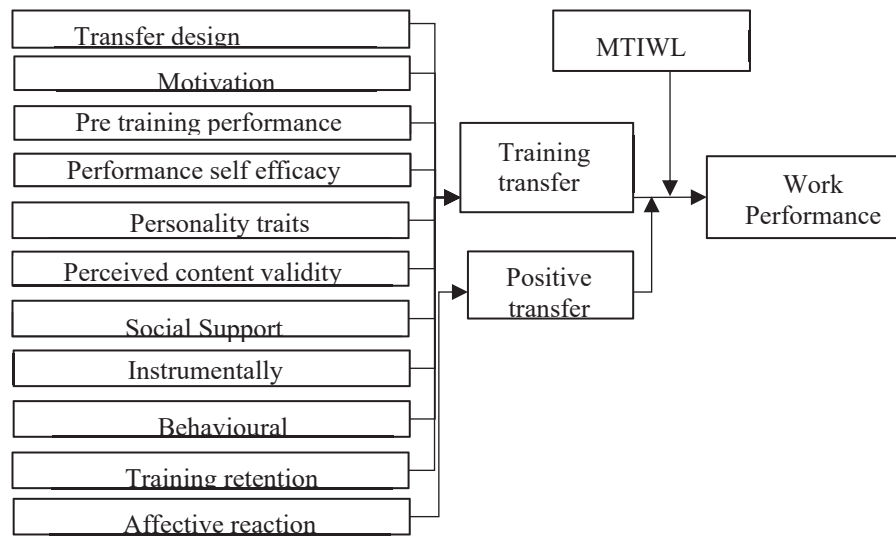 Transfer design
Motivation
Pre training performance
Performance self efficacy
Personality traits
Perceived content validity
Social Support
Instrumentally
Behavioural
Training retention
Affective reaction
Training
transfer
Positive
transfer
MTIWL
Work
Performance